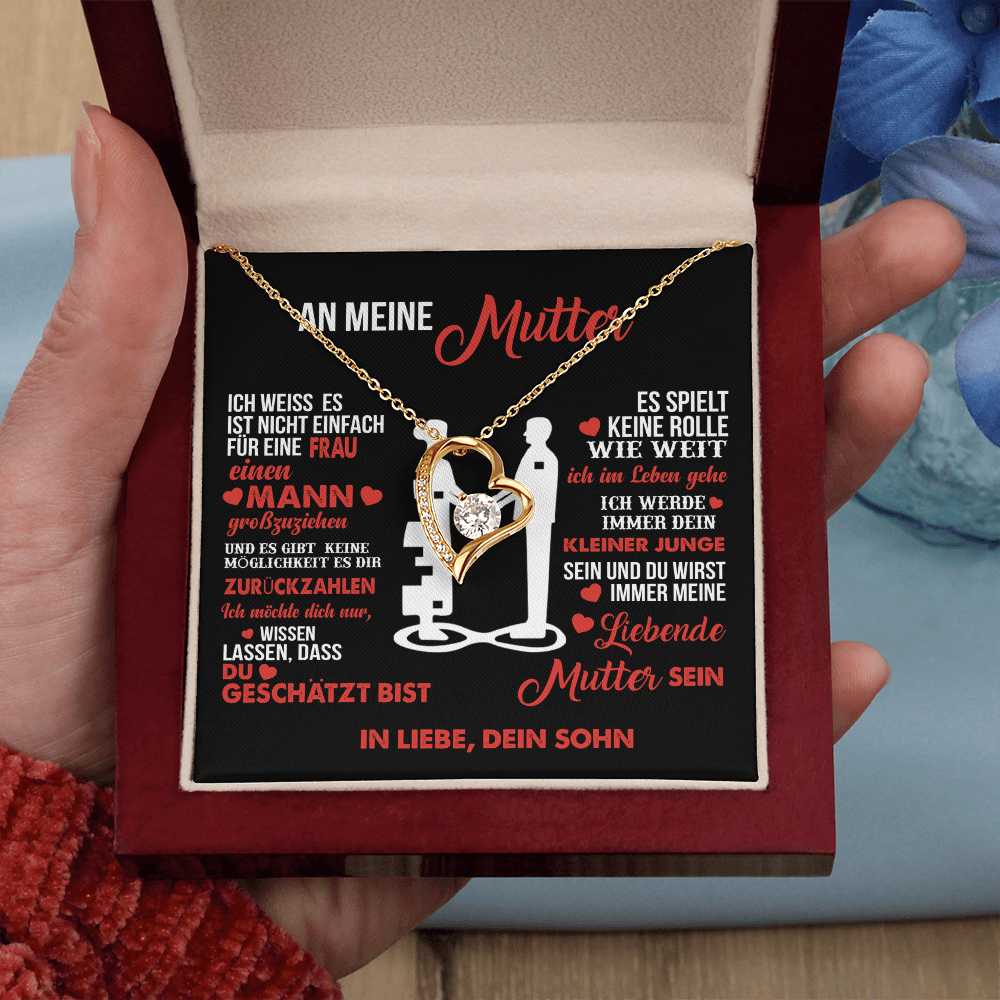 AN MEINE Mutter
ICH WEISS ES
IST NICHT EINFACH
FÜR EINE FRAU
einen
MANN
großzuziehen
UND ES GIBT KEINE
MÖGLICHKEIT ES DIR
ZURÜCKZAHLEN
Ich möchle dich nur,
WISSEN
LASSEN, DASS
DU
GESCHÄTZT BIST
ES SPIELT
KEINE ROLLE
WIE WEIT
ich im Leben gehe
ICH WERDE
IMMER DEIN
KLEINER JUNGE
SEIN UND DU WIRST
IMMER MEINE
Liebende
Mutter SEIN
IN LIEBE, DEIN SOHN